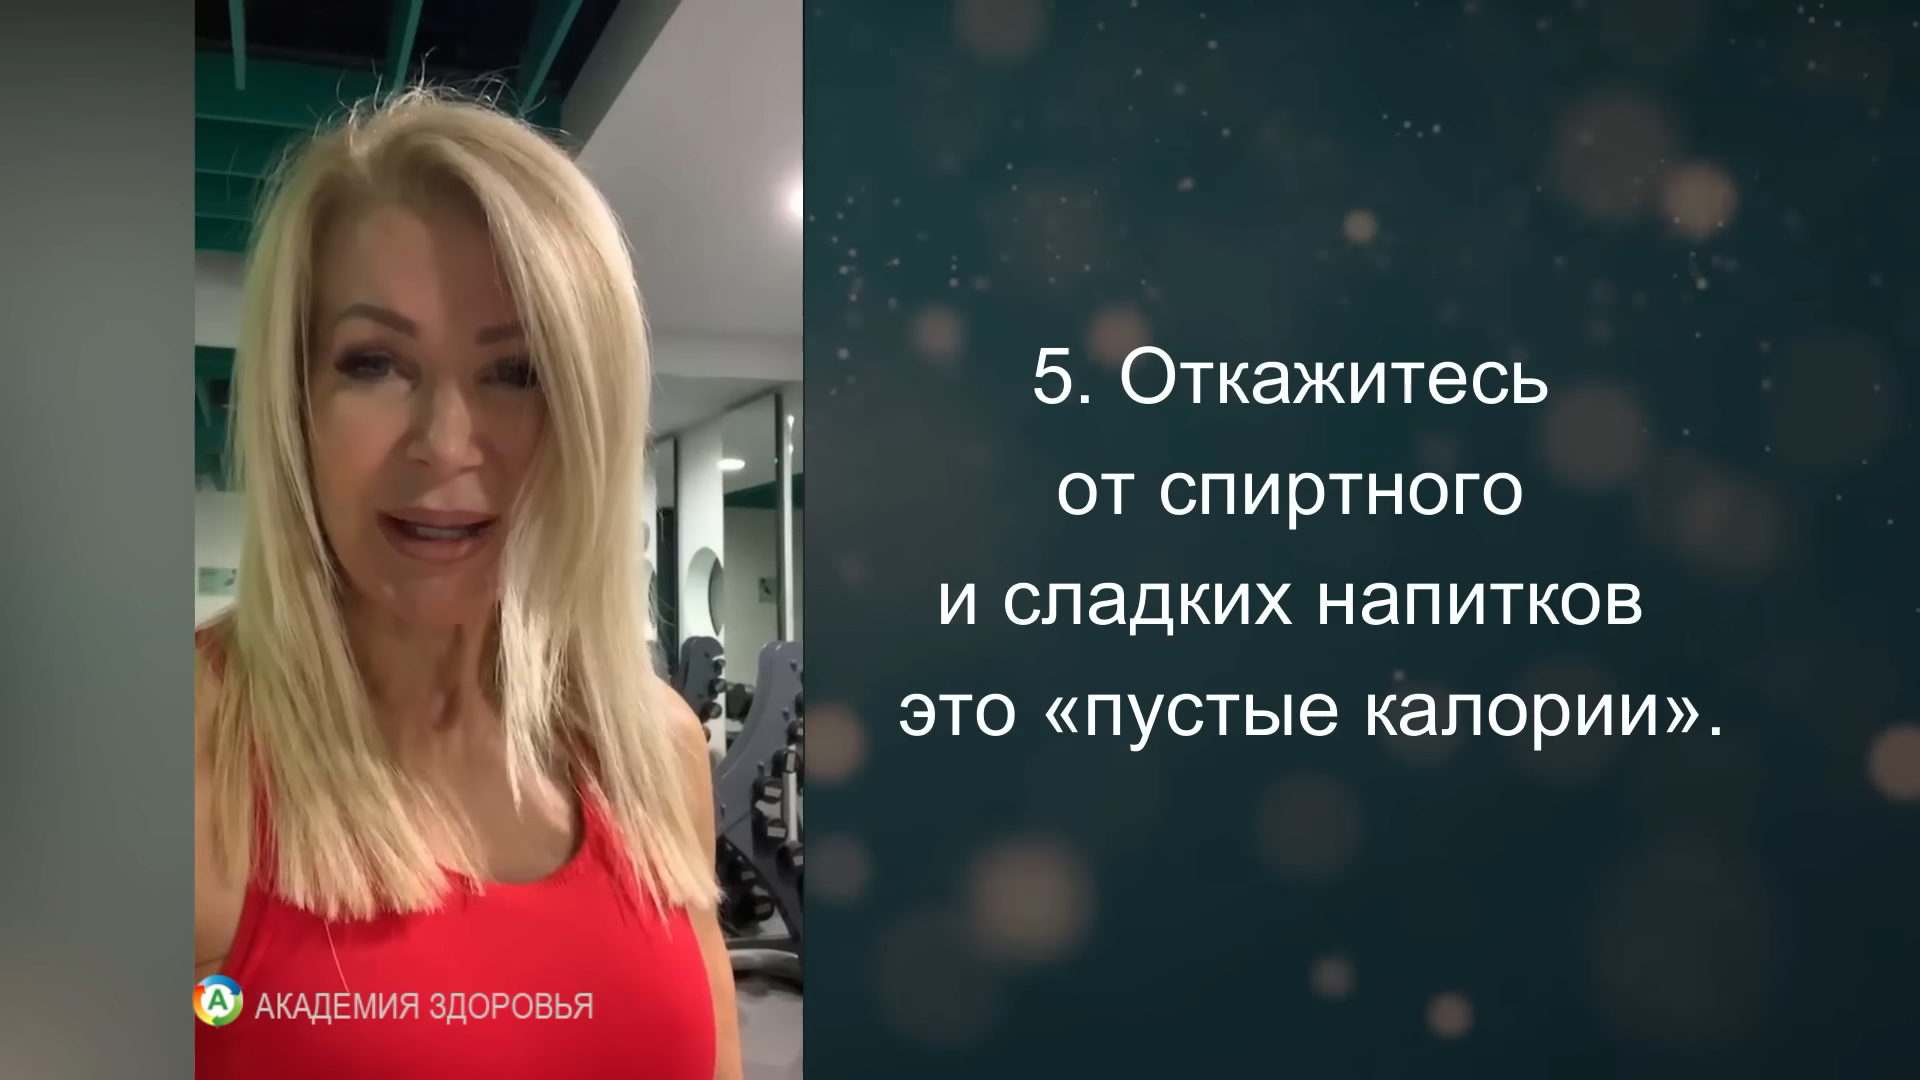 5. Откажитесь
от спиртного
и сладких напитков
это «пустые калории».
А АКАДЕМИЯ ЗДОРОВЬЯ